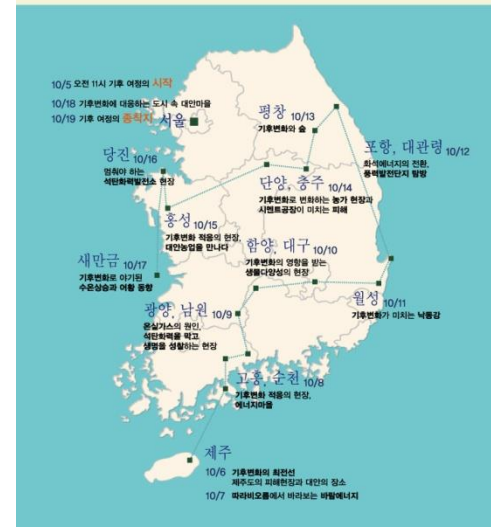 10/5 오전 11시 기후 여정의 시작
10/18 기후변화에 대응하는 도시 속 대안마을
10/19 기후 여정의 종착지 서울
평창 10/13
기후변화와 숲
포항, 대관령 10/12
화석에너지의 전환,
풍력발전단지 탐방
당진 10/16
멈춰야 하는
석탄화력발전소 현장
단양, 충주 10/14
기후변화로 변화하는 농가 현장과
시멘트공장이 미치는 피해
홍성 10/15
기후변화 적응의 현장,
대안농업을 만나다
함양, 대구 10/10
기후변화의 영향을 받는
생물다양성의 현장
새만금 10/17
기후변화로 야기된
수온상승과 어황 동향
월성 10/11
기후변화가 미치는 낙동강
광양, 남원 10/9
온실가스의 원인,
석탄화력을 막고
생명을 성찰하는 현장
고흥, 순천 10/8
기후변화 적응의 현장,
에너지마을
제주
10/6 기후변화의 최전선
제주도의 피해현장과 대안의 장소
10/7 따라비오름에서 바라보는 바람에너지